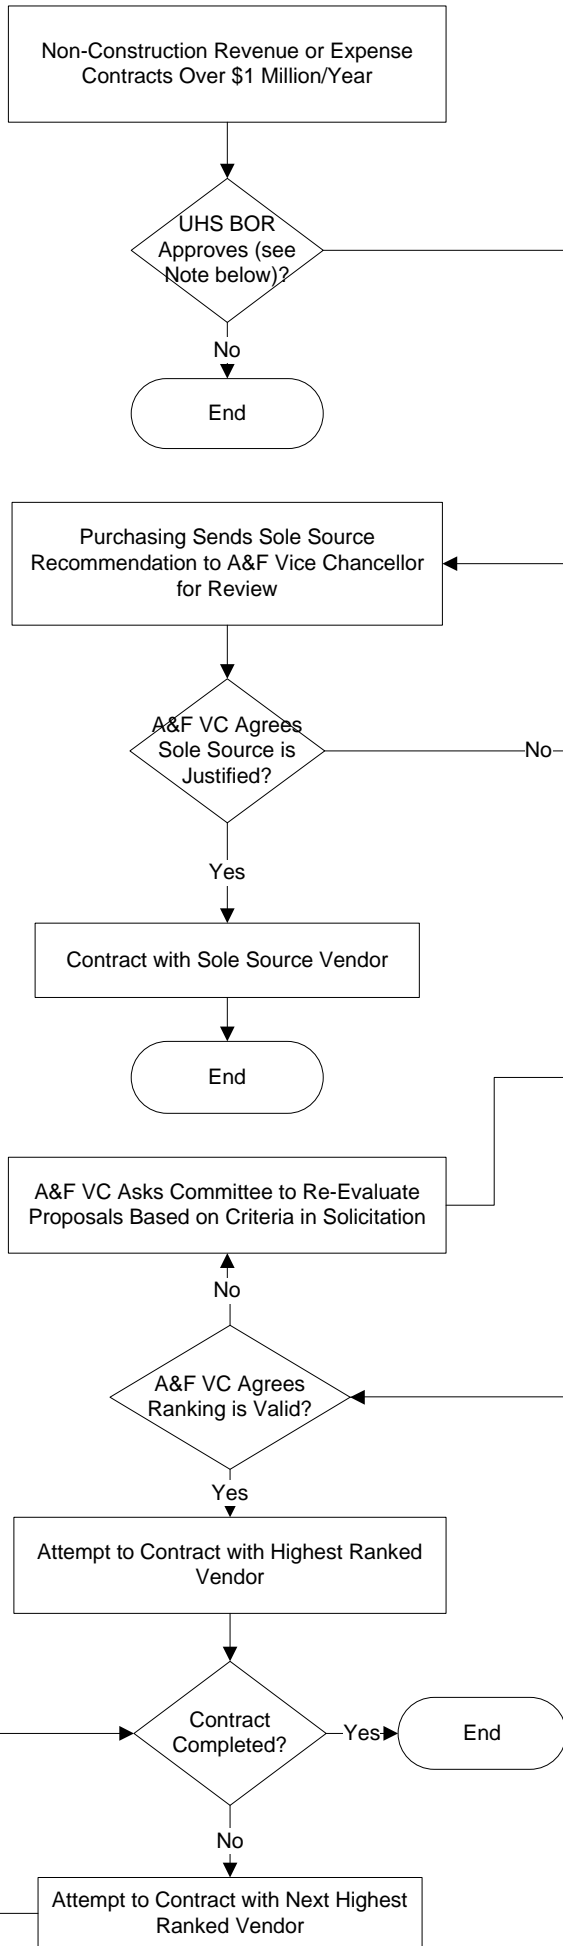 Non-Construction Revenue or Expense
Contracts Over $1 Million/Year
UHS BOR
Approves (see
Note below)?
No
End
Purchasing Sends Sole Source
Recommendation to A&F Vice Chancellor
for Review
A&F VC Agrees
Sole Source is
Justified?
No
Yes
Contract with Sole Source Vendor
End
A&F VC Asks Committee to Re-Evaluate
Proposals Based on Criteria in Solicitation
No
A&F VC Agrees
Ranking is Valid?
Yes
Attempt to Contract with Highest Ranked
Vendor
Contract
Completed?
Yes
End
No
Attempt to Contract with Next Highest
Ranked Vendor